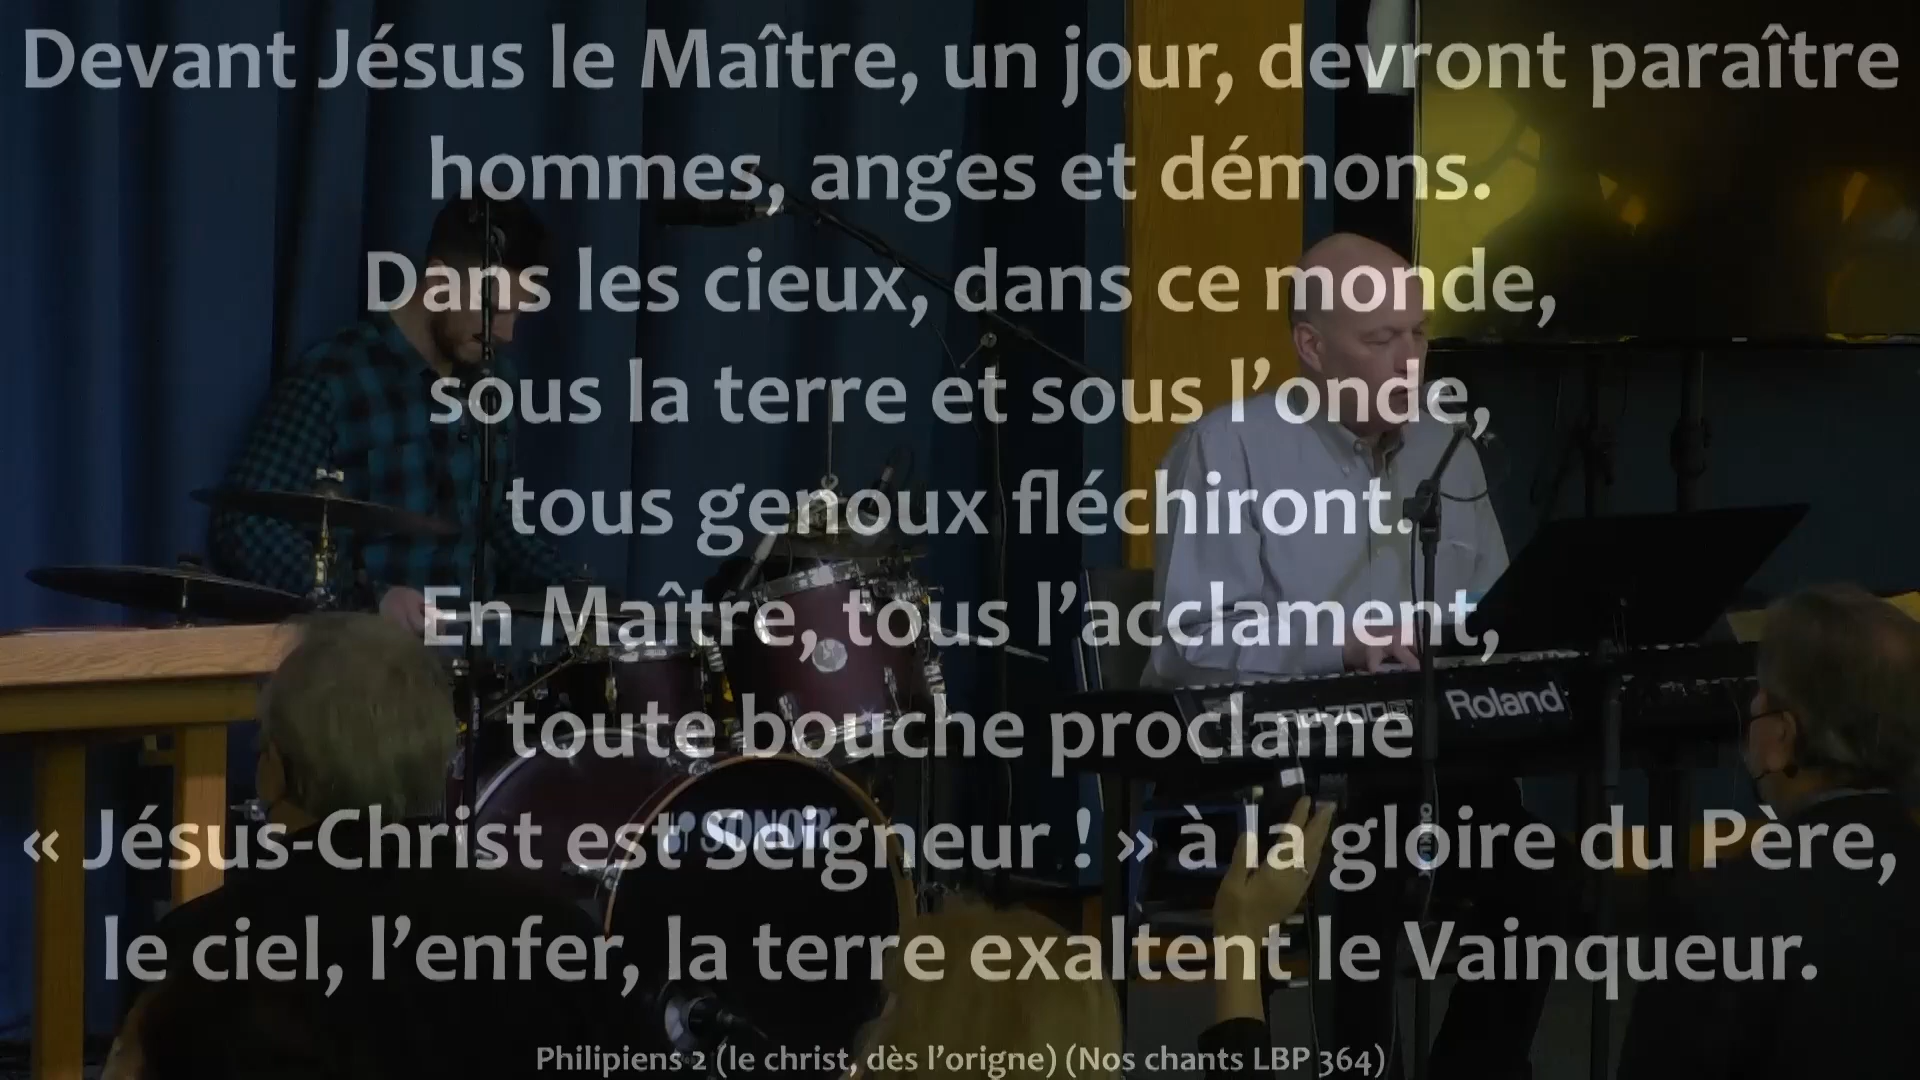 Devant Jésus le Maître, un jour, devront paraître
hommes, anges et démons.
Dans les cieux, dans ce monde,
sous la terre et sous l’onde,
tous genoux fléchiront.
En Maître, tous l’acclament,
toute bouche proclame
Roland
« Jésus-Christ est Seigneur ! » à la gloire du Père,
SONOR
le ciel, l’enfer, la terre exaltent le Vainqueur.
Philipiens 2 (le christ, dès l’origne) (Nos chants LBP 364)